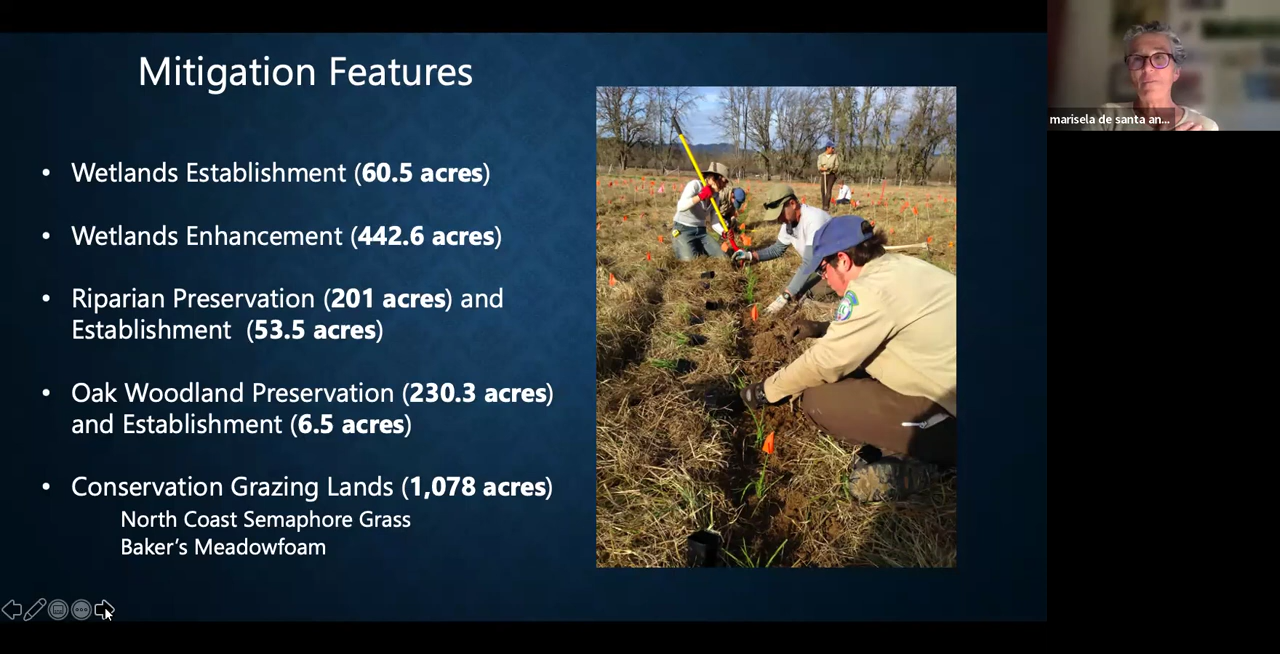 Mitigation Features
• Wetlands Establishment (60.5 acres)
• Wetlands Enhancement (442.6 acres)
• Riparian Preservation (201 acres) and
Establishment (53.5 acres)
• Oak Woodland Preservation (230.3 acres)
and Establishment (6.5 acres)
• Conservation Grazing Lands (1,078 acres)
North Coast Semaphore Grass
Baker's Meadowfoam
marisela de santa an...